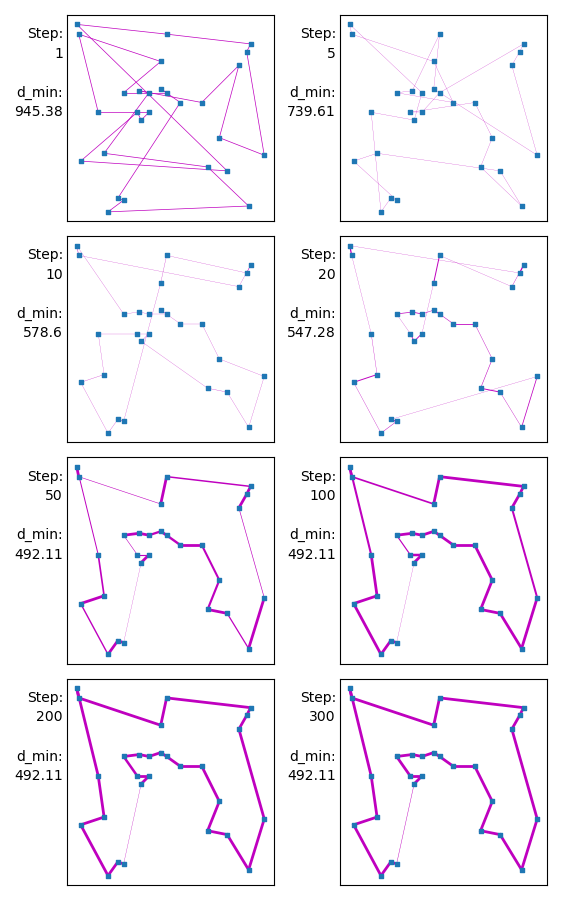 Step:
1
d_min:
945.38
Step:
5
d_min:
739.61
Step:
10
d_min:
578.6
Step:
20
d_min:
547.28
Step:
50
d_min:
492.11
Step:
100
d_min:
492.11
Step:
200
d_min:
492.11
Step:
300
d_min:
492.11